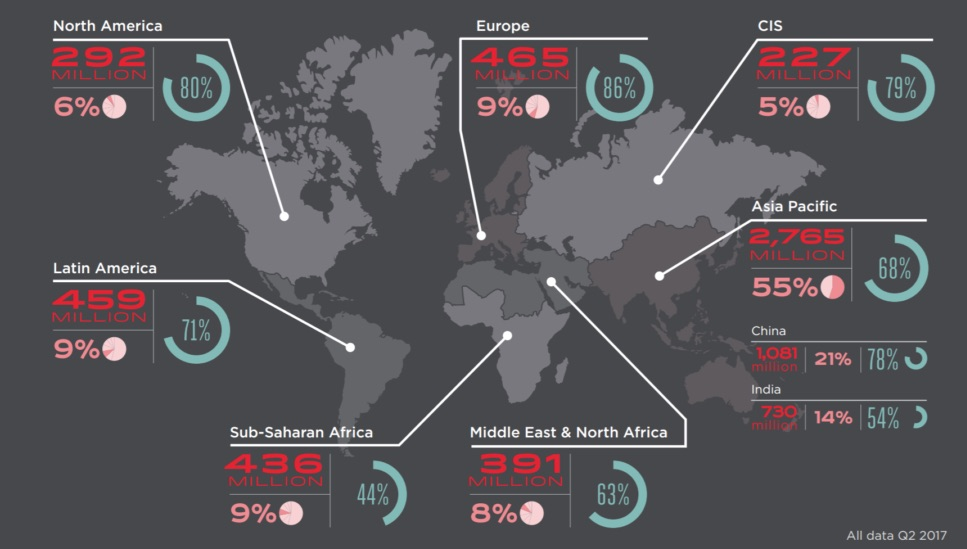 North America
292
MILLION
6%
80%
Europe
465
MILLION
9%
86%
CIS
227
MILLION
5%
79%
Asia Pacific
2,765
MILLION
55%
68%
China
1,081
million
21%
78%
India
730
million
14%
54%
Latin America
459
MILLION
9%
71%
Sub-Saharan Africa
436
MILLION
9%
44%
Middle East & North Africa
391
MILLION
8%
63%
All data Q2 2017